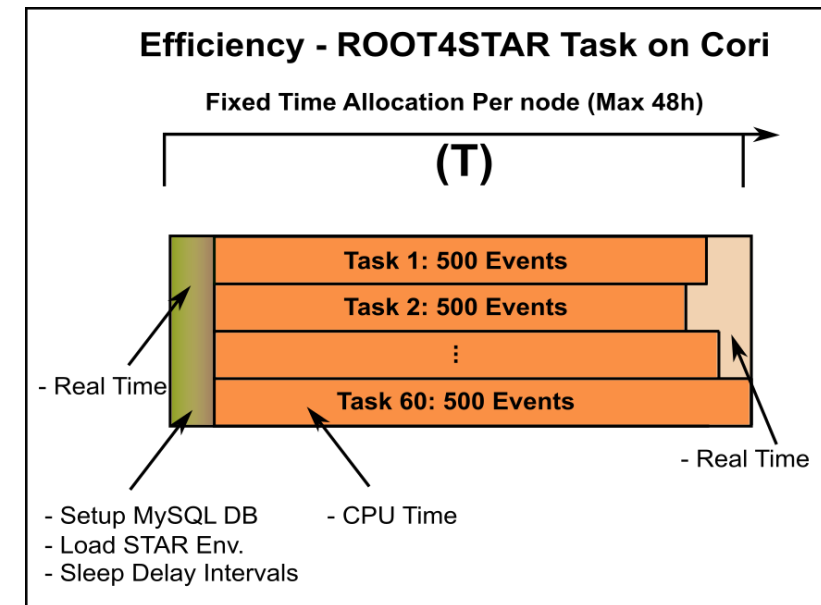 Efficiency - ROOT4STAR Task on Cori
Fixed Time Allocation Per node (Max 48h)
(T)
Task 1: 500 Events
Task 2: 500 Events
⋮
Task 60: 500 Events
- Real Time
- Real Time
- Setup MySQL DB
- CPU Time
- Load STAR Env.
- Sleep Delay Intervals